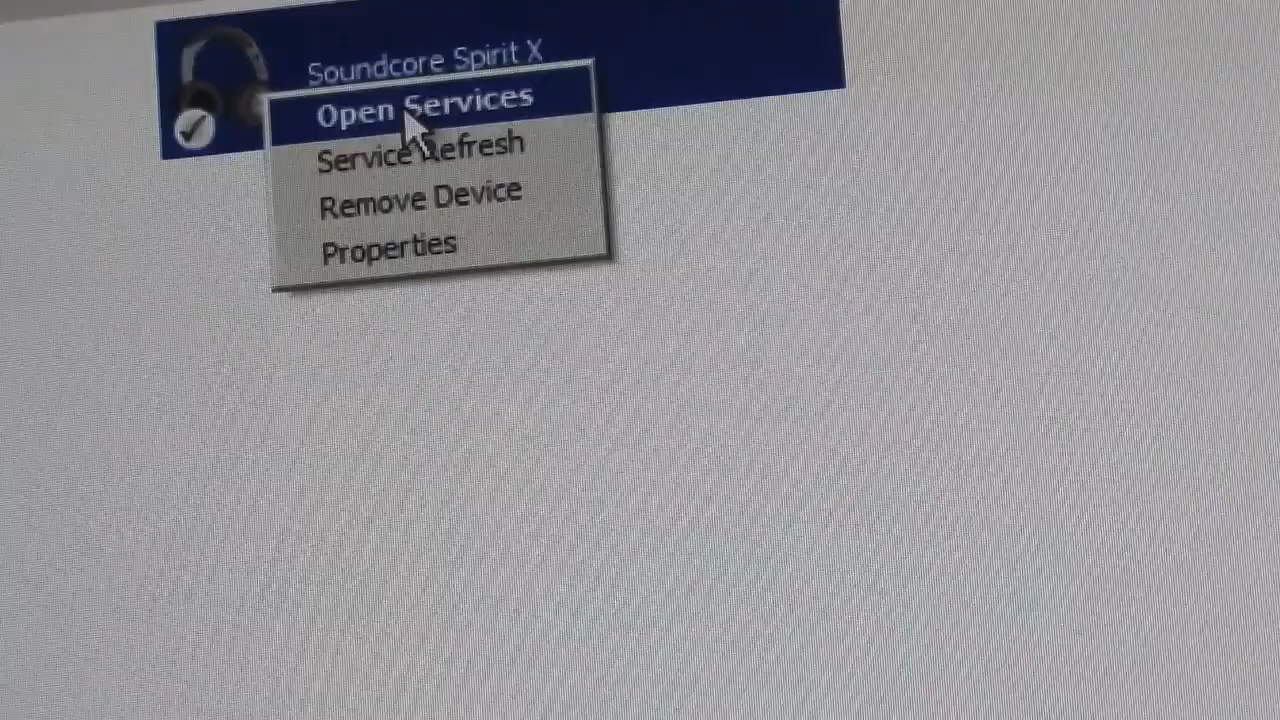 Soundcore Spirit X
Open Services
Service Refresh
Remove Device
Properties